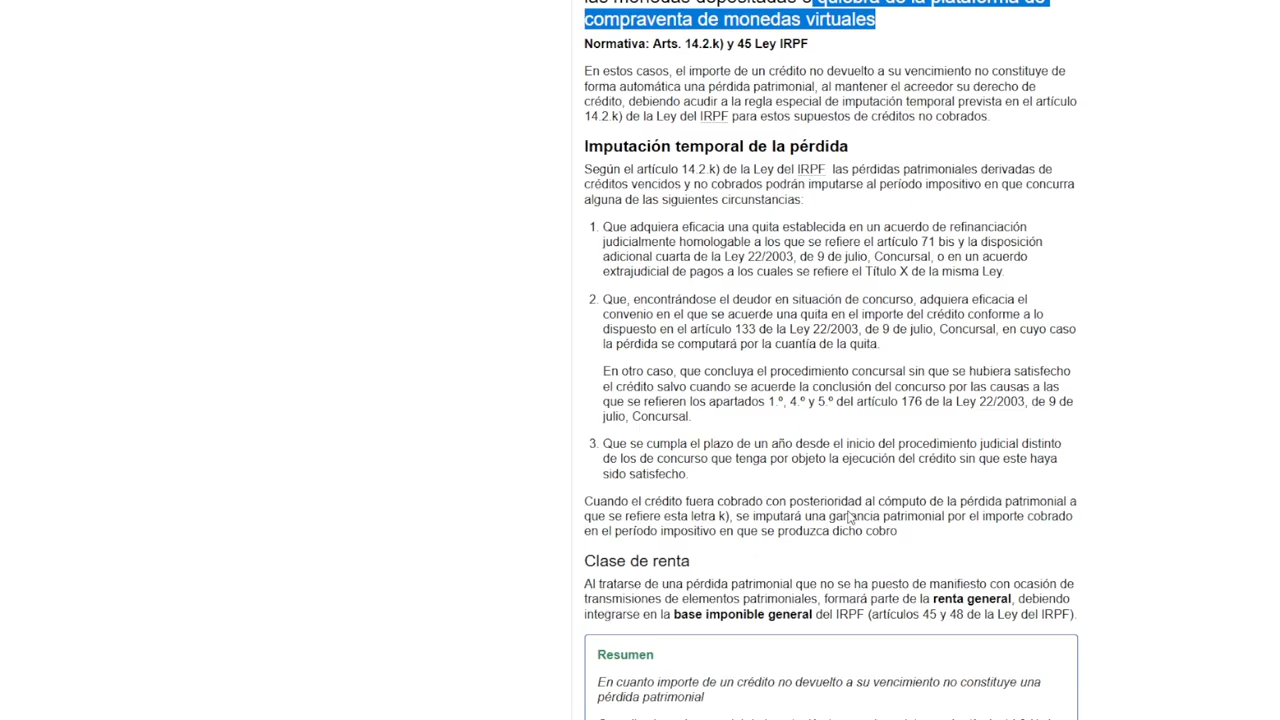 las monedas depositadas o quiebra de la plataforma de
compraventa de monedas virtuales
Normativa: Arts. 14.2.k) y 45 Ley IRPF
En estos casos, el importe de un crédito no devuelto a su vencimiento no constituye de
forma automática una pérdida patrimonial, al mantener el acreedor su derecho de
crédito, debiendo acudir a la regla especial de imputación temporal prevista en el artículo
14.2.k) de la Ley del IRPF para estos supuestos de créditos no cobrados.
Imputación temporal de la pérdida
Según el artículo 14.2.k) de la Ley del IRPF las pérdidas patrimoniales derivadas de
créditos vencidos y no cobrados podrán imputarse al período impositivo en que concurra
alguna de las siguientes circunstancias:
1. Que adquiera eficacia una quita establecida en un acuerdo de refinanciación
judicialmente homologable a los que se refiere el artículo 71 bis y la disposición
adicional cuarta de la Ley 22/2003, de 9 de julio, Concursal, o en un acuerdo
extrajudicial de pagos a los cuales se refiere el Título X de la misma Ley.
2. Que, encontrándose el deudor en situación de concurso, adquiera eficacia el
convenio en el que se acuerde una quita en el importe del crédito conforme a lo
dispuesto en el artículo 133 de la Ley 22/2003, de 9 de julio, Concursal, en cuyo caso
la pérdida se computará por la cuantía de la quita.
En otro caso, que concluya el procedimiento concursal sin que se hubiera satisfecho
el crédito salvo cuando se acuerde la conclusión del concurso por las causas a las
que se refieren los apartados 1.º, 4.º y 5.º del artículo 176 de la Ley 22/2003, de 9 de
julio, Concursal.
3. Que se cumpla el plazo de un año desde el inicio del procedimiento judicial distinto
de los de concurso que tenga por objeto la ejecución del crédito sin que este haya
sido satisfecho.
Cuando el crédito fuera cobrado con posterioridad al cómputo de la pérdida patrimonial a
que se refiere esta letra k), se imputará una ganancia patrimonial por el importe cobrado
en el período impositivo en que se produzca dicho cobro
Clase de renta
Al tratarse de una pérdida patrimonial que no se ha puesto de manifiesto con ocasión de
transmisiones de elementos patrimoniales, formará parte de la renta general, debiendo
integrarse en la base imponible general del IRPF (artículos 45 y 48 de la Ley del IRPF).
Resumen
En cuanto importe de un crédito no devuelto a su vencimiento no constituye una
pérdida patrimonial